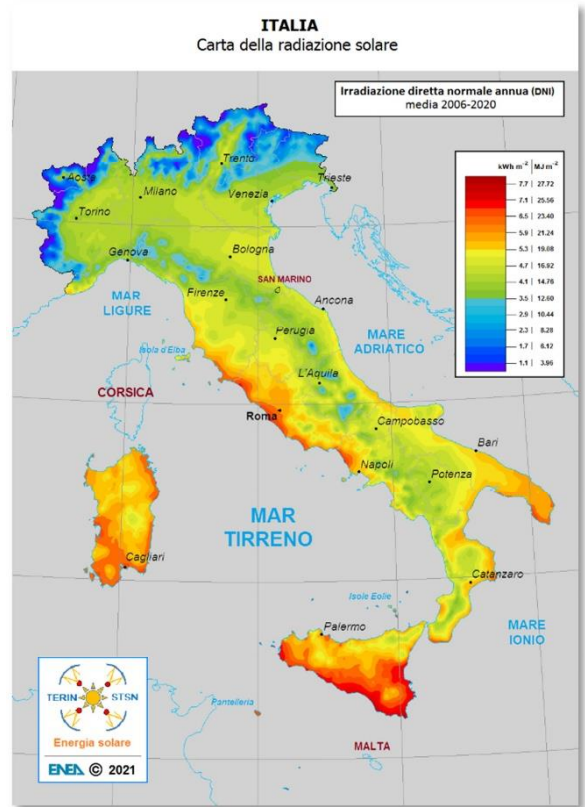 ITALIA
Carta della radiazione solare
Irradiazione diretta normale annua (DNI)
media 2006-2020
kWh m-2 MJ m-2
7.7 27.72
7.1 25.56
6.5 23.40
5.9 21.24
5.3 19.08
4.7 16.92
4.1 14.76
3.5 12.60
2.9 10.44
2.3 8.28
1.7 6.12
1.1 3.96
Trento
Aosta
Trieste
Milano
Venezia
Torino
Bologna
Genova
SAN MARINO
MAR
LIGURE
Firenze
Ancona
MARE
ADRIATICO
Perugia
Isola d'Elba
L'Aquila
CORSICA
Roma
Campobasso
Bari
Napoli
Potenza
MAR
TIRRENO
Cagliari
Catanzaro
Isole Eolie
Palermo
MARE
IONIO
TERIN STSN
Energia solare
ENEA © 2021
Pantelleria
MALTA